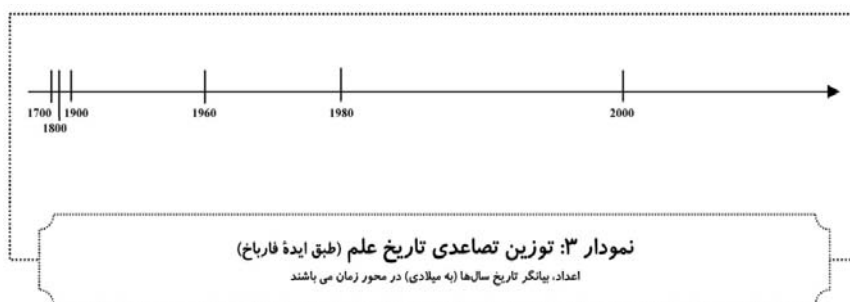 1700 1900 1960 1980 2000
1800
نمودار ۳: توزین تصاعدی تاریخ علم (طبق ایدهٔ فارباخ)
اعداد، بیانگر تاریخ سال‌ها (به میلادی) در محور زمان می باشند